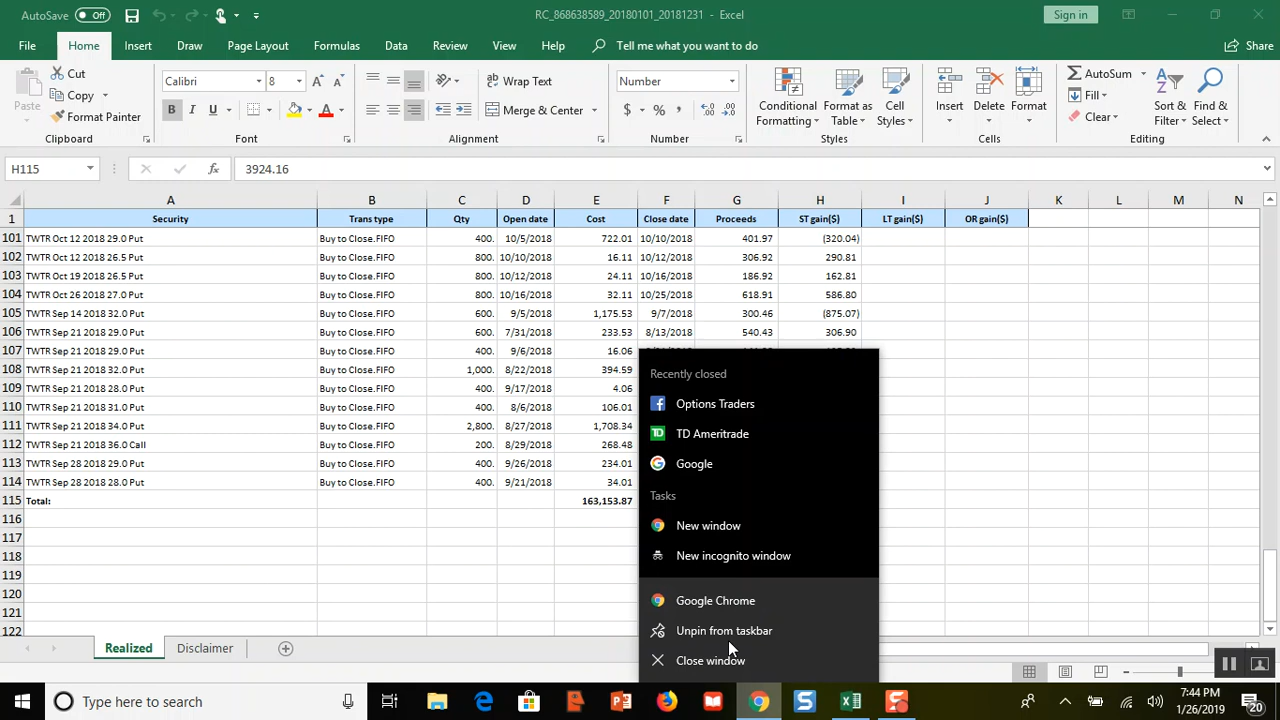 AutoSave Off RC_868638589_20180101_20181231 - Excel Sign in
File Home Insert Draw Page Layout Formulas Data Review View Help Tell me what you want to do Share
Paste Cut Copy Format Painter Clipboard
Calibri 8 B I U Font
Wrap Text Merge & Center Alignment
Number $ % , Number
Conditional Formatting Format as Table Cell Styles Styles
Insert Delete Format Cells
AutoSum Fill Clear Sort & Filter Find & Select Editing
H115 fx 3924.16
A B C D E F G H I J K L M N
1 Security Trans type Qty Open date Cost Close date Proceeds ST gain($) LT gain($) OR gain($)
101 TWTR Oct 12 2018 29.0 Put Buy to Close.FIFO 400. 10/5/2018 722.01 10/10/2018 401.97 (320.04)
102 TWTR Oct 12 2018 26.5 Put Buy to Close.FIFO 800. 10/10/2018 16.11 10/12/2018 306.92 290.81
103 TWTR Oct 19 2018 26.5 Put Buy to Close.FIFO 800. 10/12/2018 24.11 10/16/2018 186.92 162.81
104 TWTR Oct 26 2018 27.0 Put Buy to Close.FIFO 800. 10/16/2018 32.11 10/25/2018 618.91 586.80
105 TWTR Sep 14 2018 32.0 Put Buy to Close.FIFO 600. 9/5/2018 1,175.53 9/7/2018 300.46 (875.07)
106 TWTR Sep 21 2018 29.0 Put Buy to Close.FIFO 600. 7/31/2018 233.53 8/13/2018 540.43 306.90
107 TWTR Sep 21 2018 29.0 Put Buy to Close.FIFO 400. 9/6/2018 16.06
108 TWTR Sep 21 2018 32.0 Put Buy to Close.FIFO 1,000. 8/22/2018 394.59
109 TWTR Sep 21 2018 28.0 Put Buy to Close.FIFO 400. 9/17/2018 4.06
110 TWTR Sep 21 2018 31.0 Put Buy to Close.FIFO 400. 8/6/2018 106.01
111 TWTR Sep 21 2018 34.0 Put Buy to Close.FIFO 2,800. 8/27/2018 1,708.34
112 TWTR Sep 21 2018 36.0 Call Buy to Close.FIFO 200. 8/29/2018 268.48
113 TWTR Sep 28 2018 29.0 Put Buy to Close.FIFO 400. 9/26/2018 234.01
114 TWTR Sep 28 2018 28.0 Put Buy to Close.FIFO 400. 9/21/2018 34.01
115 Total: 163,153.87
116
117
118
119
120
121
122
Recently closed
Options Traders
TD Ameritrade
Google
Tasks
New window
New incognito window
Google Chrome
Unpin from taskbar
Close window
Realized Disclaimer
Type here to search
7:44 PM
1/26/2019
20